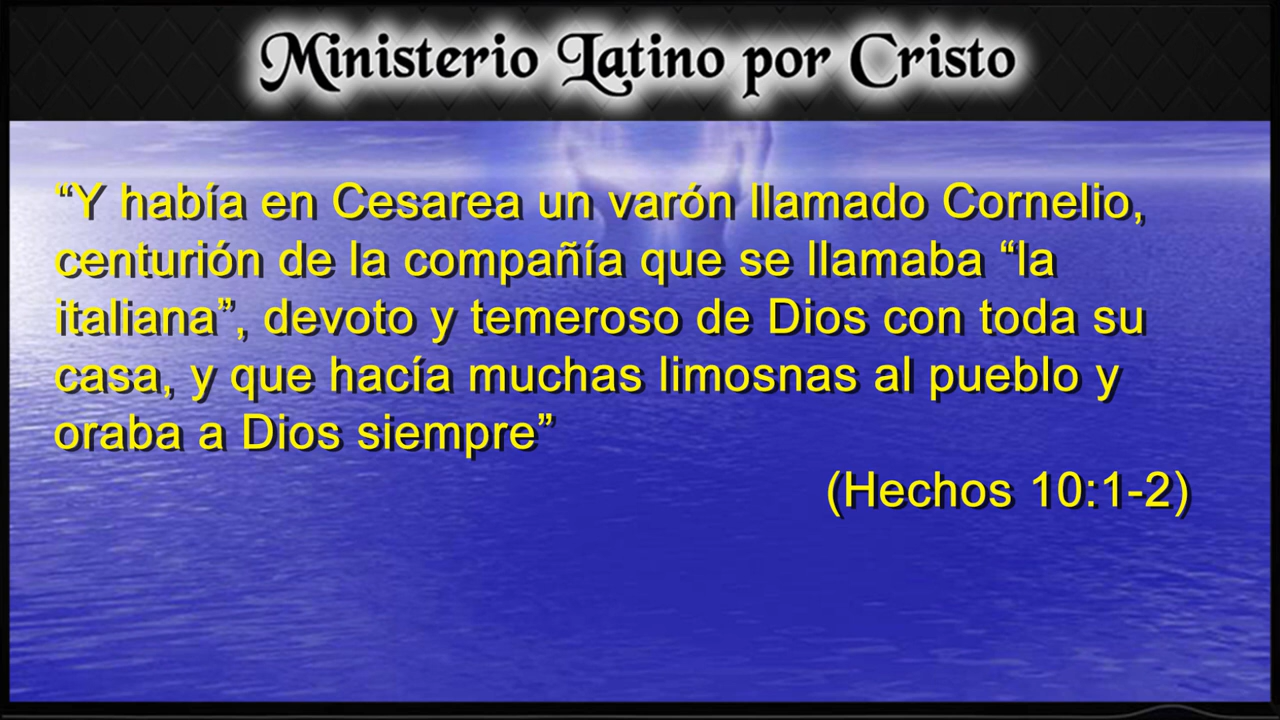 Ministerio Latino por Cristo
“Y había en Cesarea un varón llamado Cornelio,
centurión de la compañía que se llamaba “la
italiana”, devoto y temeroso de Dios con toda su
casa, y que hacía muchas limosnas al pueblo y
oraba a Dios siempre”
(Hechos 10:1-2)